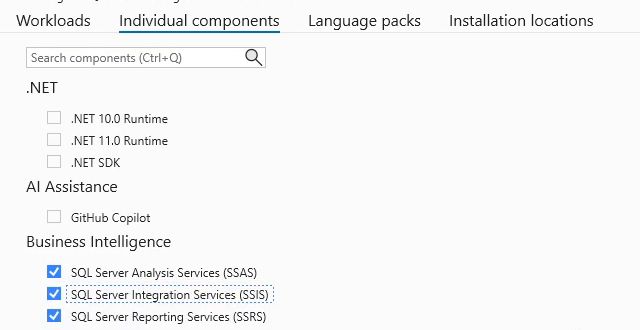 Workloads Individual components Language packs Installation locations
Search components (Ctrl+Q)
.NET
.NET 10.0 Runtime
.NET 11.0 Runtime
.NET SDK
AI Assistance
GitHub Copilot
Business Intelligence
SQL Server Analysis Services (SSAS)
SQL Server Integration Services (SSIS)
SQL Server Reporting Services (SSRS)